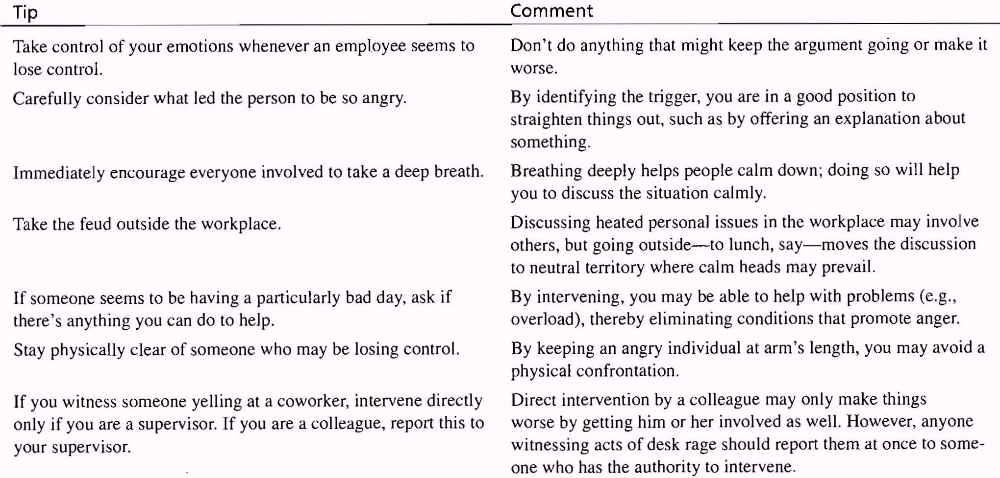 Tip
Comment
Take control of your emotions whenever an employee seems to
lose control.
Don't do anything that might keep the argument going or make it
worse.
Carefully consider what led the person to be so angry.
By identifying the trigger, you are in a good position to
straighten things out, such as by offering an explanation about
something.
Immediately encourage everyone involved to take a deep breath.
Breathing deeply helps people calm down; doing so will help
you to discuss the situation calmly.
Take the feud outside the workplace.
Discussing heated personal issues in the workplace may involve
others, but going outside—to lunch, say—moves the discussion
to neutral territory where calm heads may prevail.
If someone seems to be having a particularly bad day, ask if
there's anything you can do to help.
By intervening, you may be able to help with problems (e.g.,
overload), thereby eliminating conditions that promote anger.
Stay physically clear of someone who may be losing control.
By keeping an angry individual at arm's length, you may avoid a
physical confrontation.
If you witness someone yelling at a coworker, intervene directly
only if you are a supervisor. If you are a colleague, report this to
your supervisor.
Direct intervention by a colleague may only make things
worse by getting him or her involved as well. However, anyone
witnessing acts of desk rage should report them at once to some-
one who has the authority to intervene.